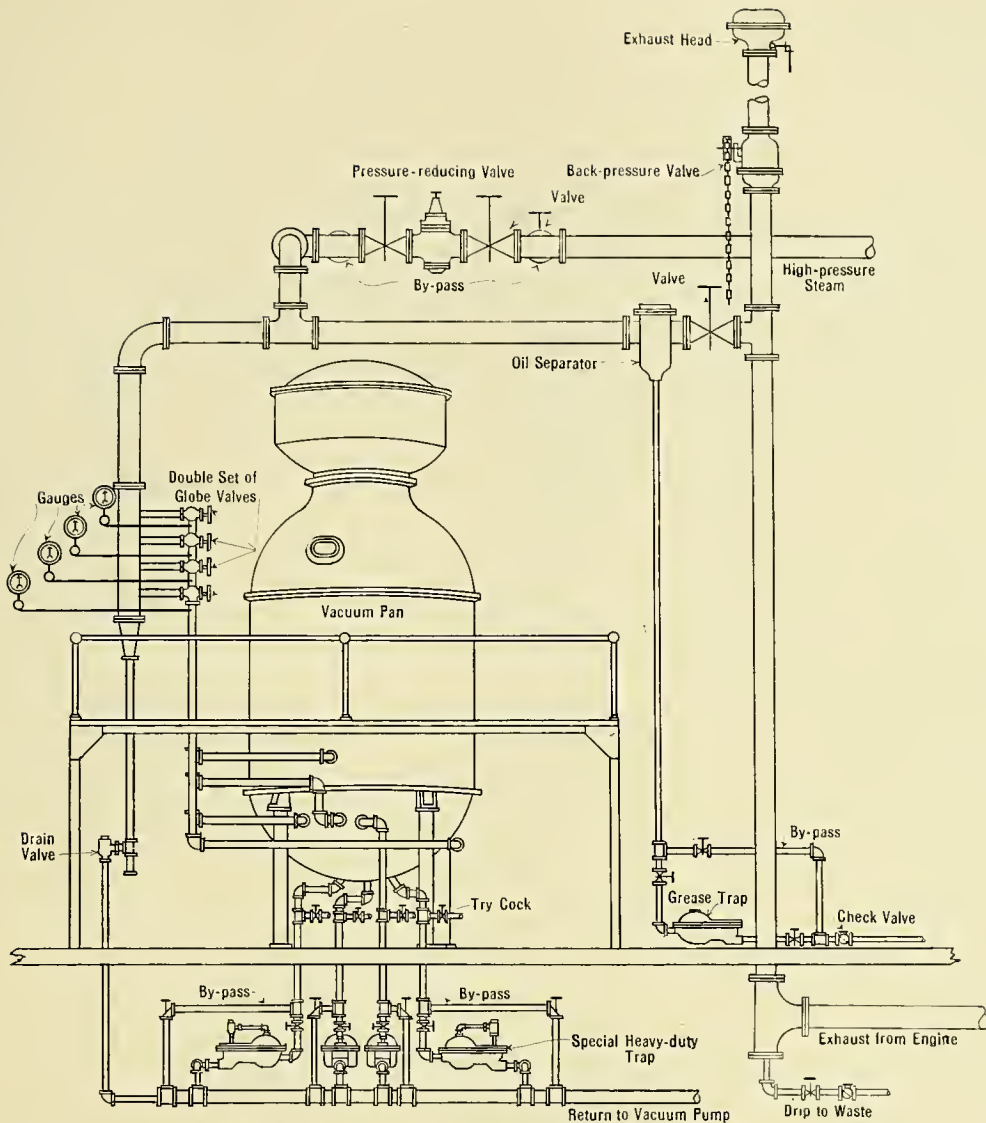 Exhaust Head
Pressure-reducing Valve
Back-pressure Valve
Valve
By-pass
High-pressure
Steam
Valve
Oil Separator
Gauges
Double Set of
Globe Valves
Vacuum Pan
Drain
Valve
By-pass
Grease Trap
Try Cock
Check Valve
By-pass
By-pass
Special Heavy-duty
Trap
Exhaust from Engine
Return to Vacuum Pump
Drip to Waste